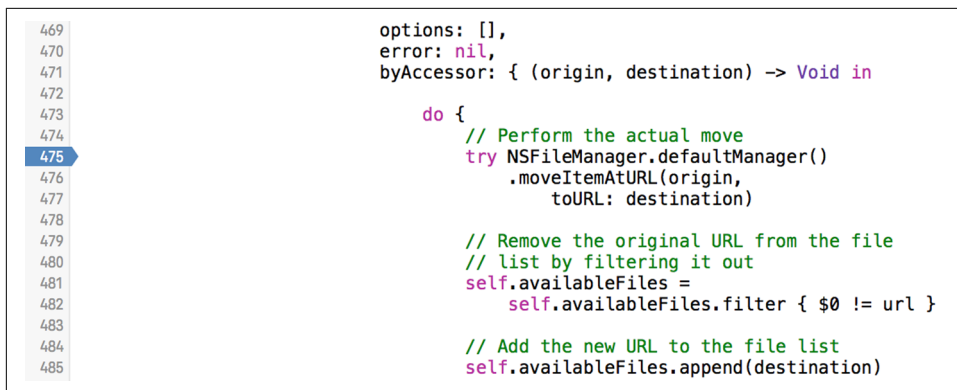 469 options: [],
470 error: nil,
471 byAccessor: { (origin, destination) -> Void in
472
473 do {
474 // Perform the actual move
475 try NSFileManager.defaultManager()
476 .moveItemAtURL(origin,
477 toURL: destination)
478
479 // Remove the original URL from the file
480 // list by filtering it out
481 self.availableFiles =
482 self.availableFiles.filter { $0 != url }
483
484 // Add the new URL to the file list
485 self.availableFiles.append(destination)